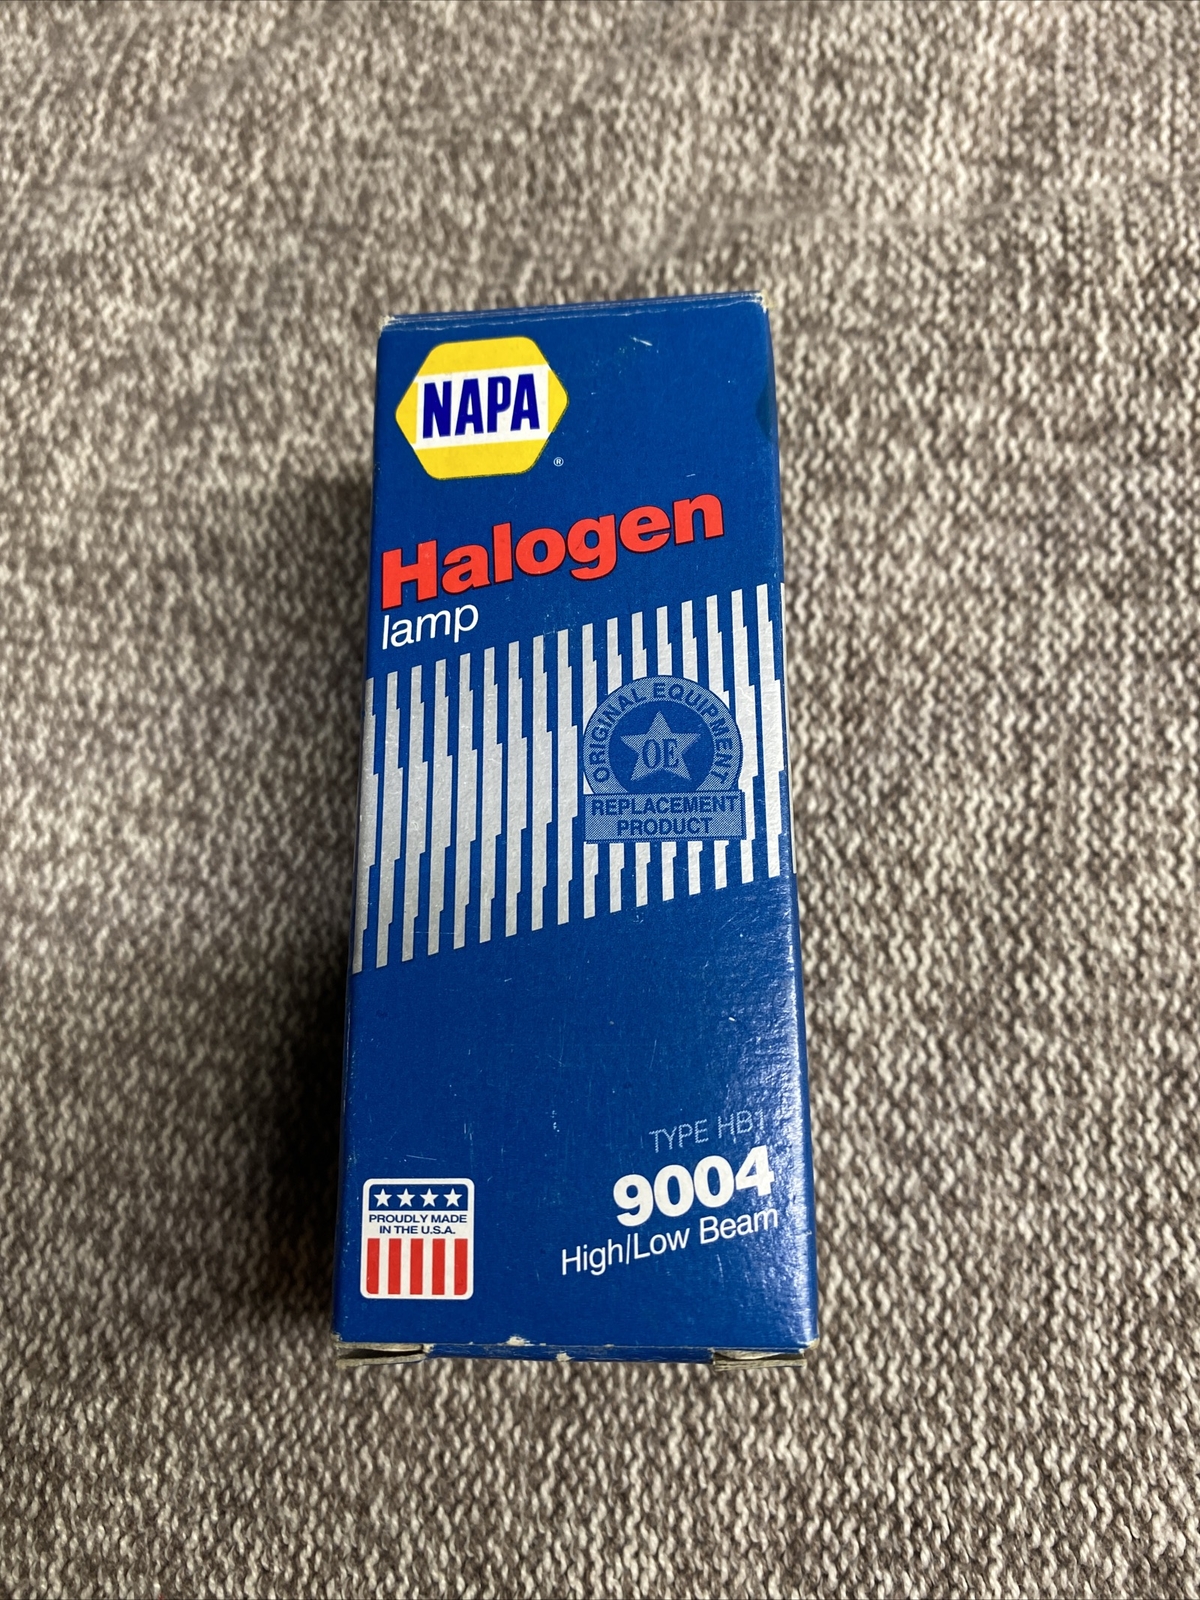 NAPA
®
Halogen
lamp
ORIGINAL EQUIPMENT
OE
REPLACEMENT
PRODUCT
TYPE HB1
9004
High/Low Beam
PROUDLY MADE
IN THE U.S.A.